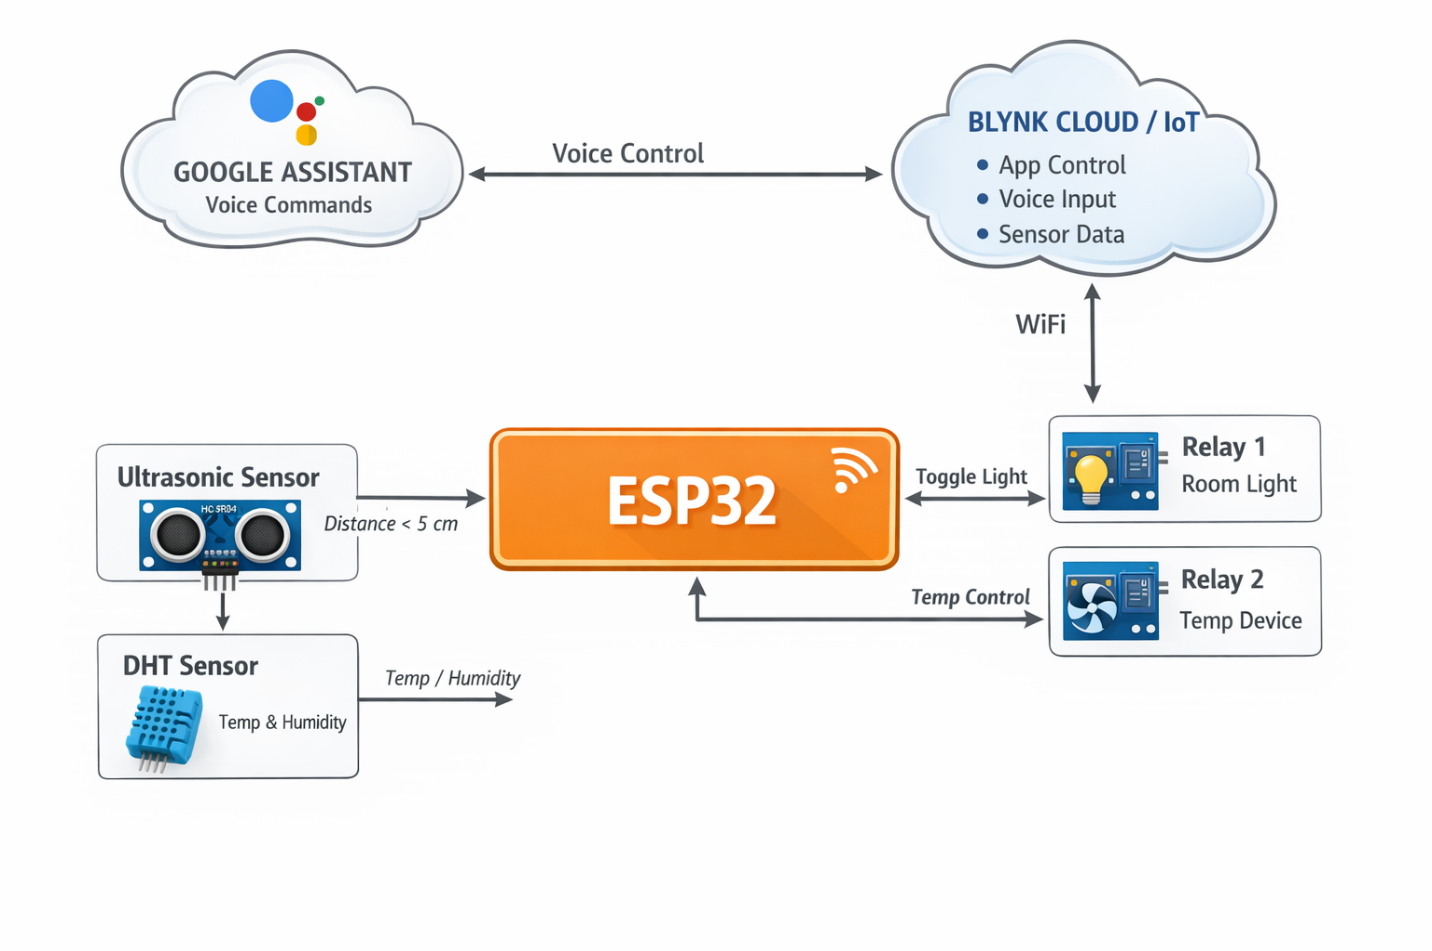 GOOGLE ASSISTANT
Voice Commands
Voice Control
BLYNK CLOUD / IoT
• App Control
• Voice Input
• Sensor Data
WiFi
Ultrasonic Sensor
Distance < 5 cm
ESP32
Toggle Light
Relay 1
Room Light
Temp Control
Relay 2
Temp Device
DHT Sensor
Temp & Humidity
Temp / Humidity